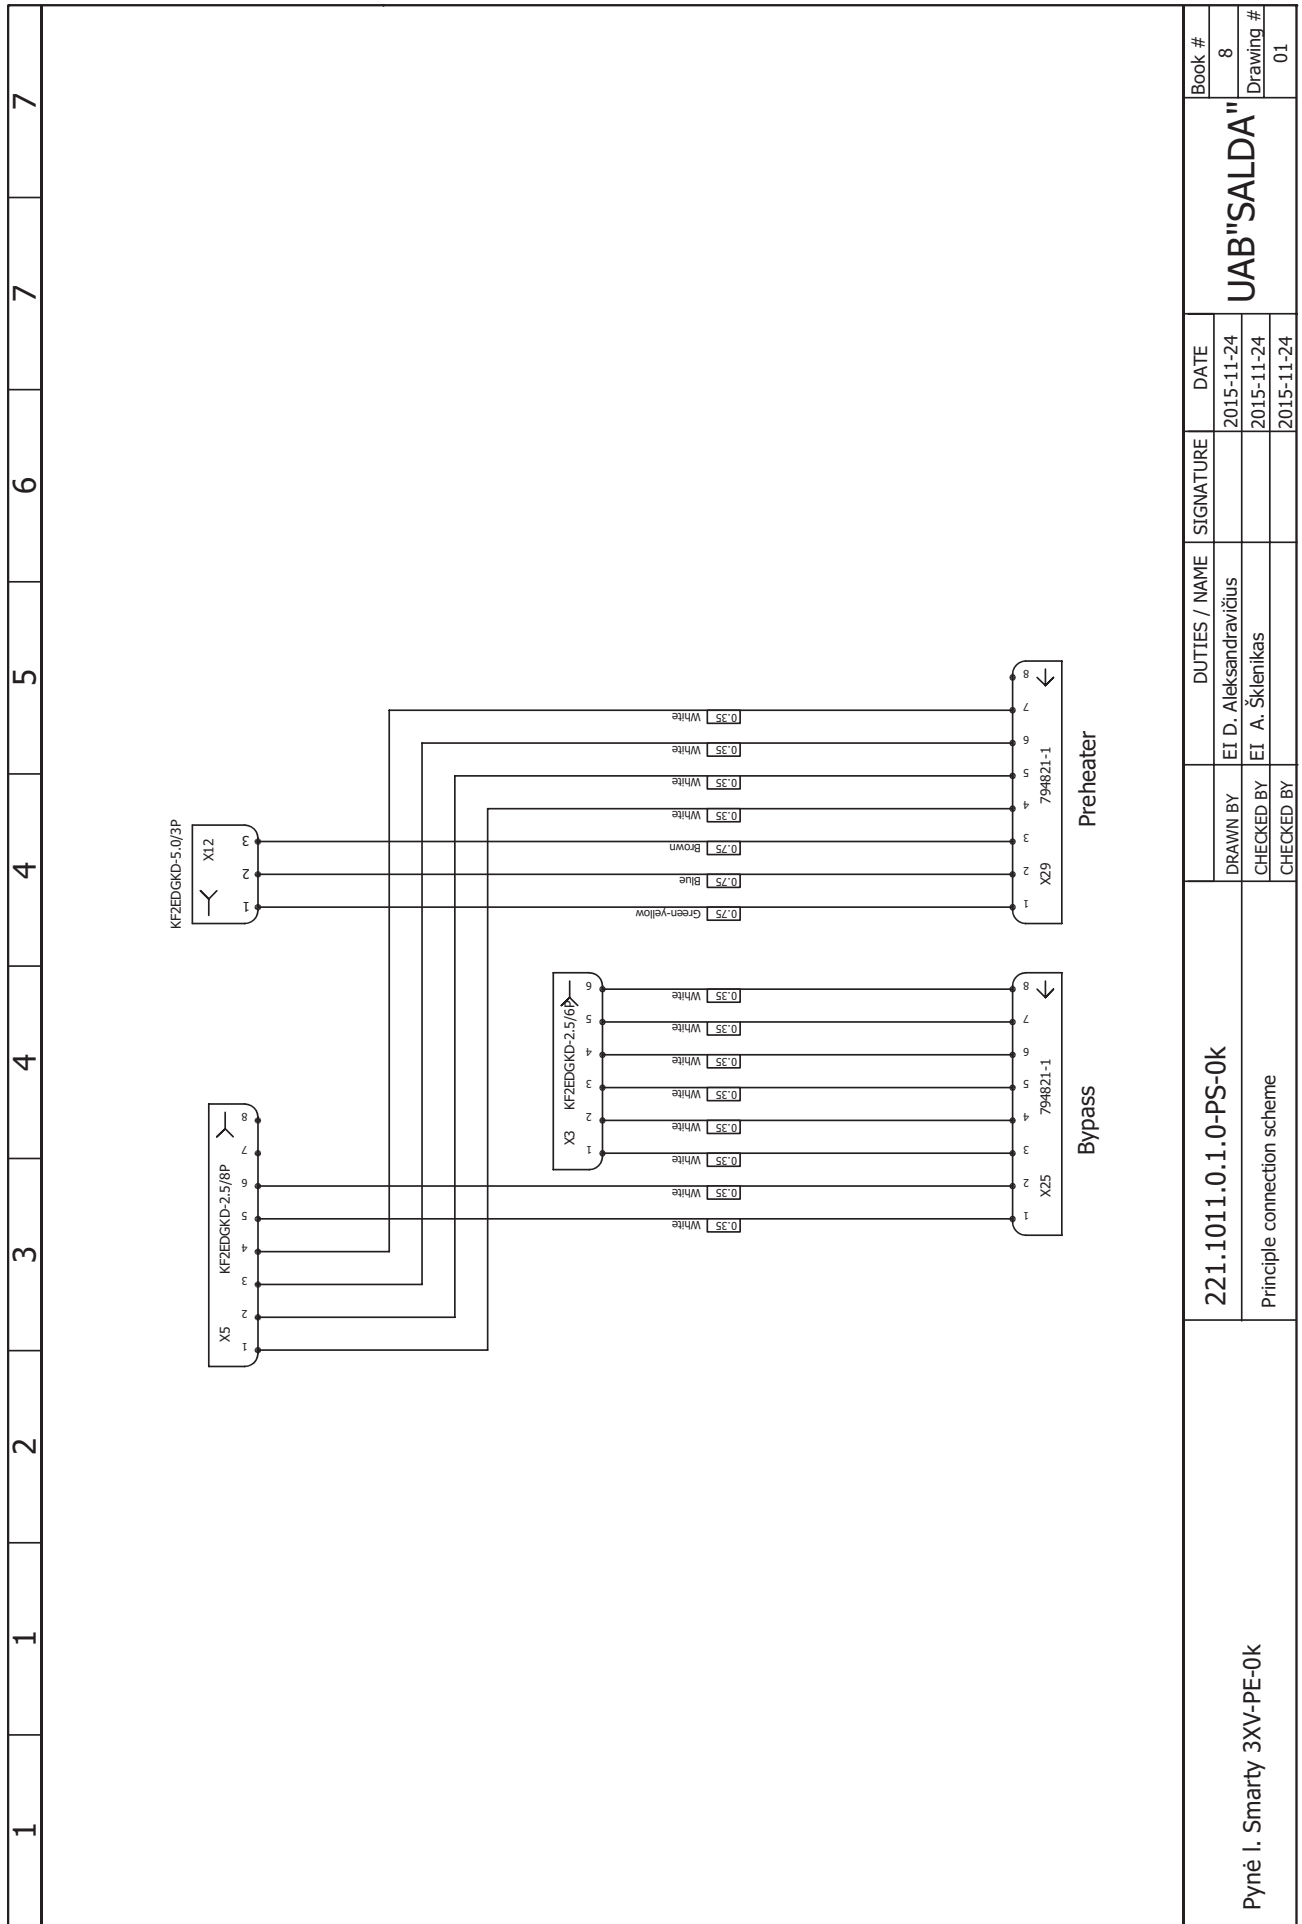 1
1
1
2
3
4
4
5
6
7
7
X5
KF2EDGKD-2.5/8P
1
2
3
4
5
6
7
8
KF2EDGKD-5.0/3P
X12
1
2
3
X3
KF2EDGKD-2.5/6P
1
2
3
4
5
6
White 0.35
White 0.35
White 0.35
White 0.35
White 0.35
White 0.35
White 0.35
White 0.35
Green-yellow 0.75
Blue 0.75
Brown 0.75
White 0.35
White 0.35
White 0.35
White 0.35
1
2
3
4
5
6
7
8
X25
794821-1
Bypass
1
2
3
4
5
6
7
8
X29
794821-1
Preheater
Pynė l. Smarty 3XV-PE-0k
221.1011.0.1.0-PS-0k
Principle connection scheme
DUTIES / NAME
SIGNATURE
DATE
DRAWN BY
EI D. Aleksandravičius
2015-11-24
CHECKED BY
EI A. Šklenikas
2015-11-24
CHECKED BY
2015-11-24
UAB"SALDA"
Book #
8
Drawing #
01